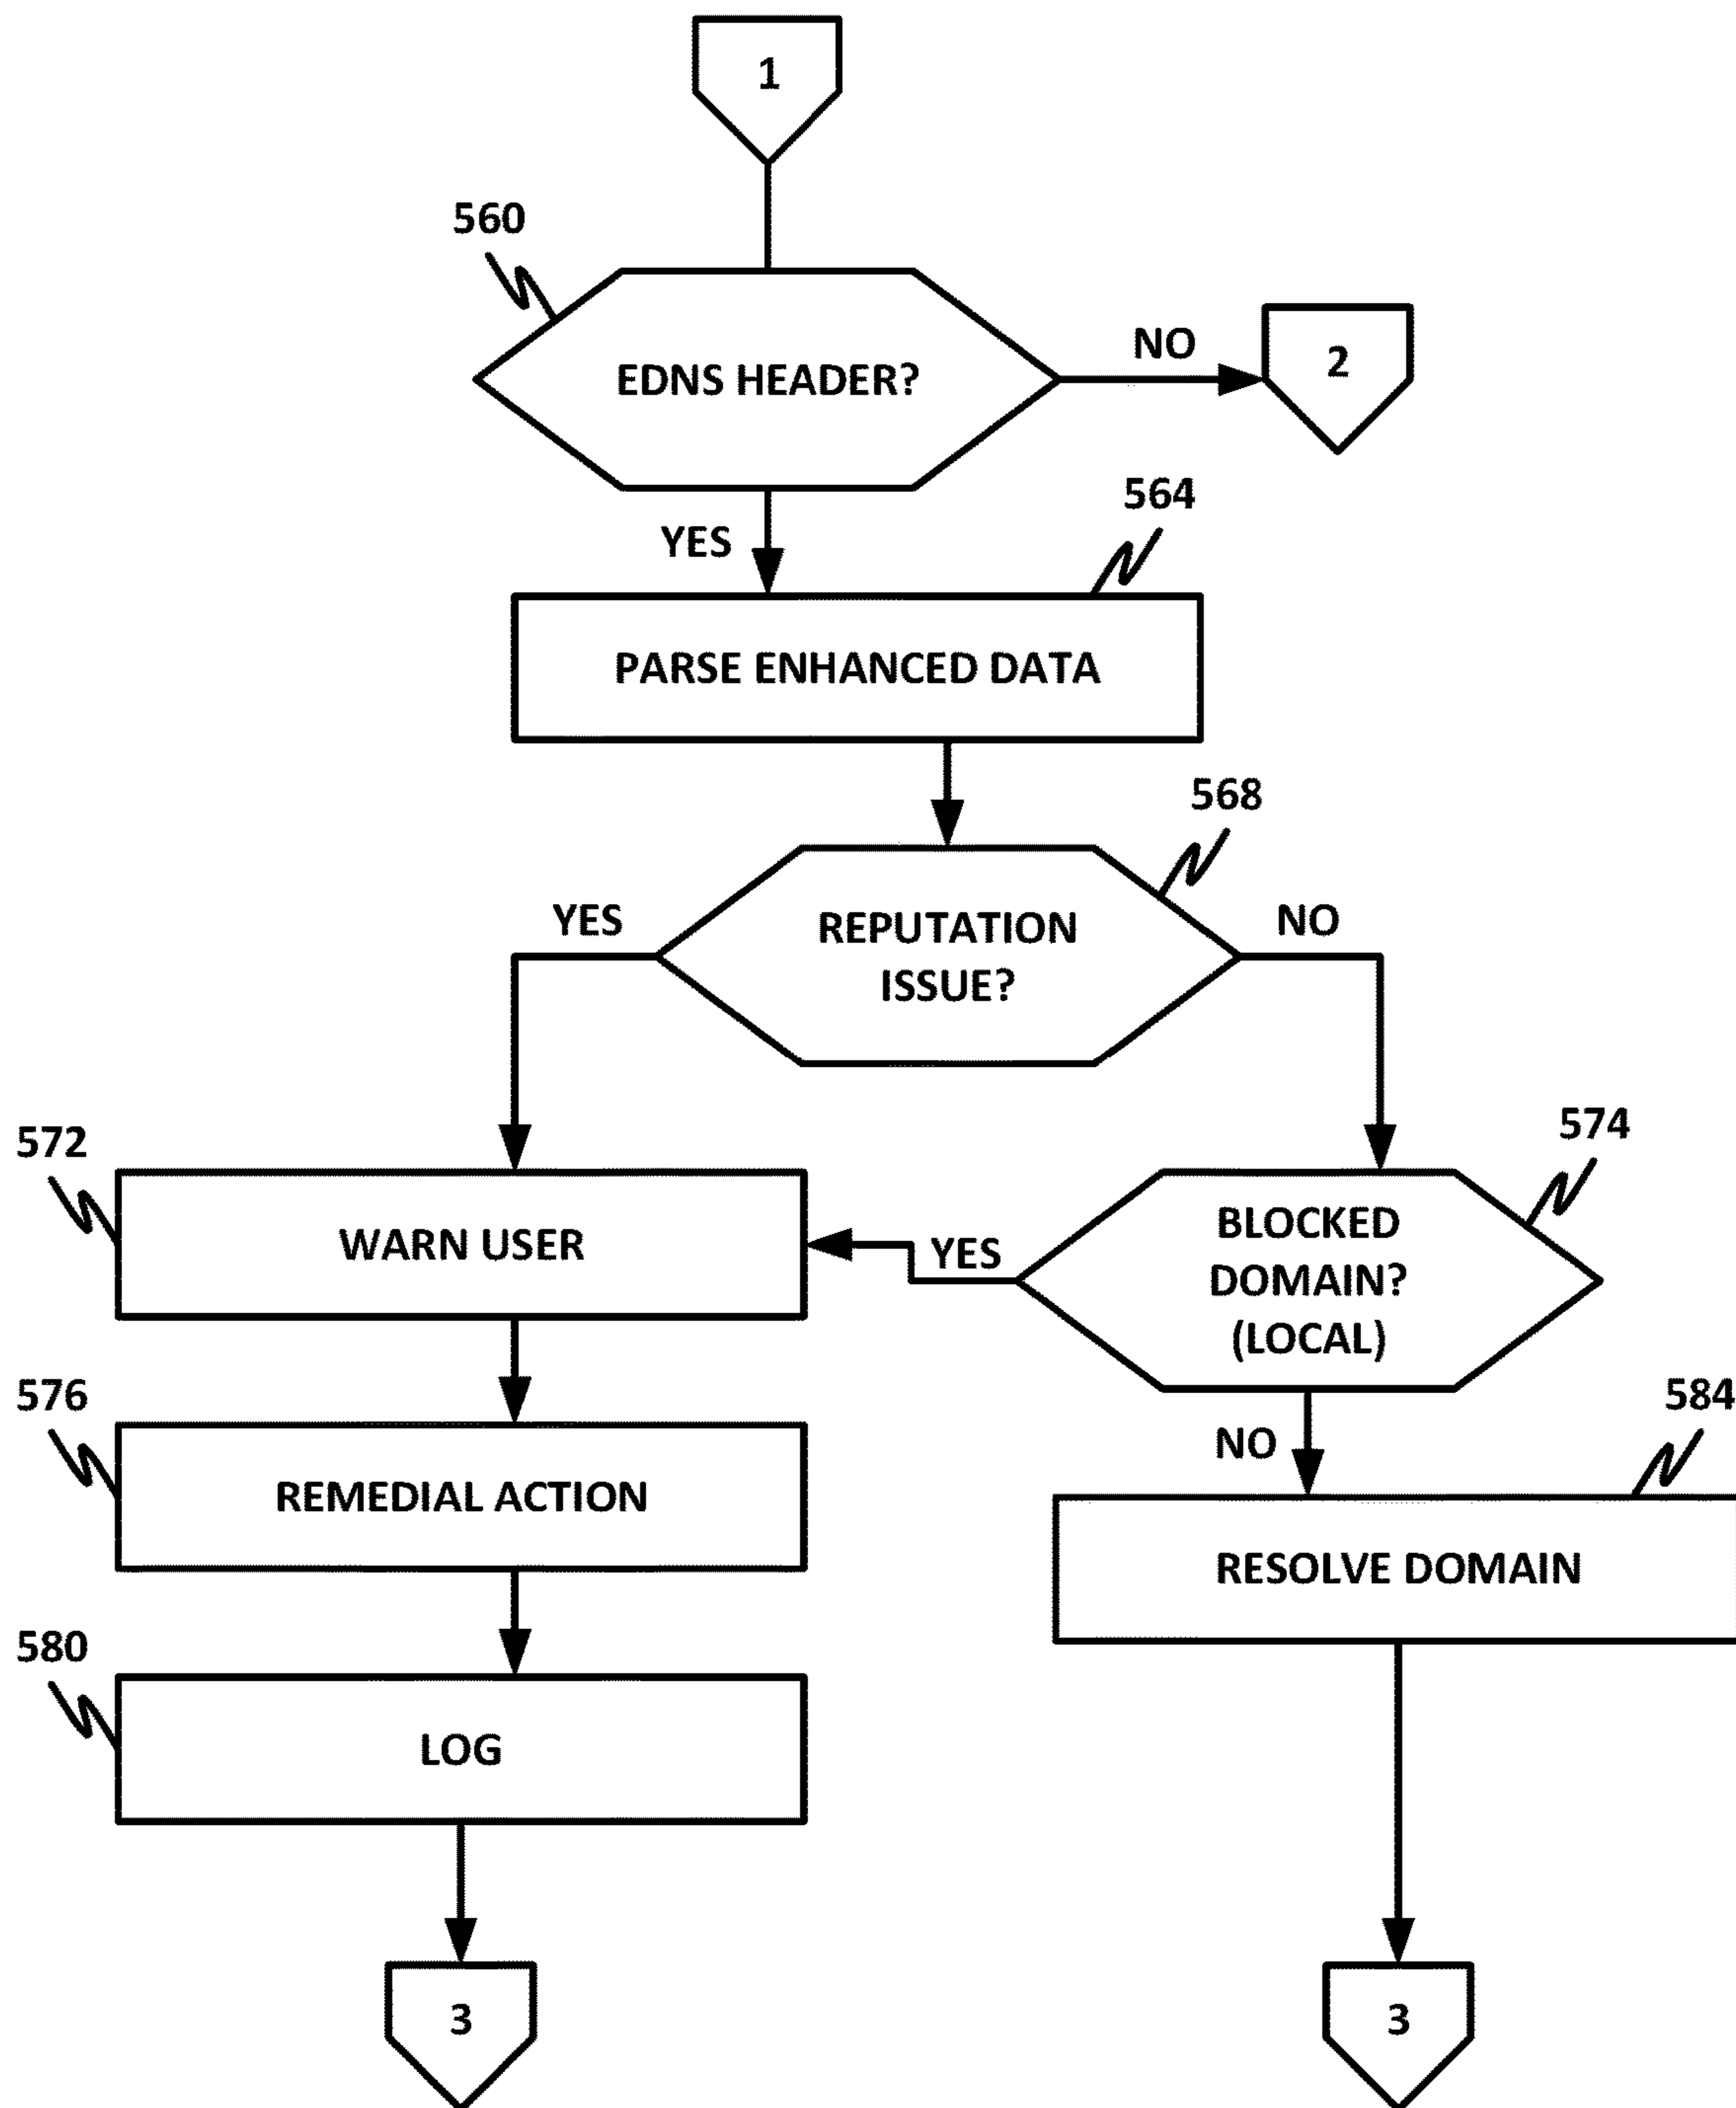 1
560
EDNS HEADER?
NO
2
YES
564
PARSE ENHANCED DATA
568
YES
REPUTATION
ISSUE?
NO
572
WARN USER
574
YES
BLOCKED
DOMAIN?
(LOCAL)
576
REMEDIAL ACTION
NO
584
RESOLVE DOMAIN
580
LOG
3
3